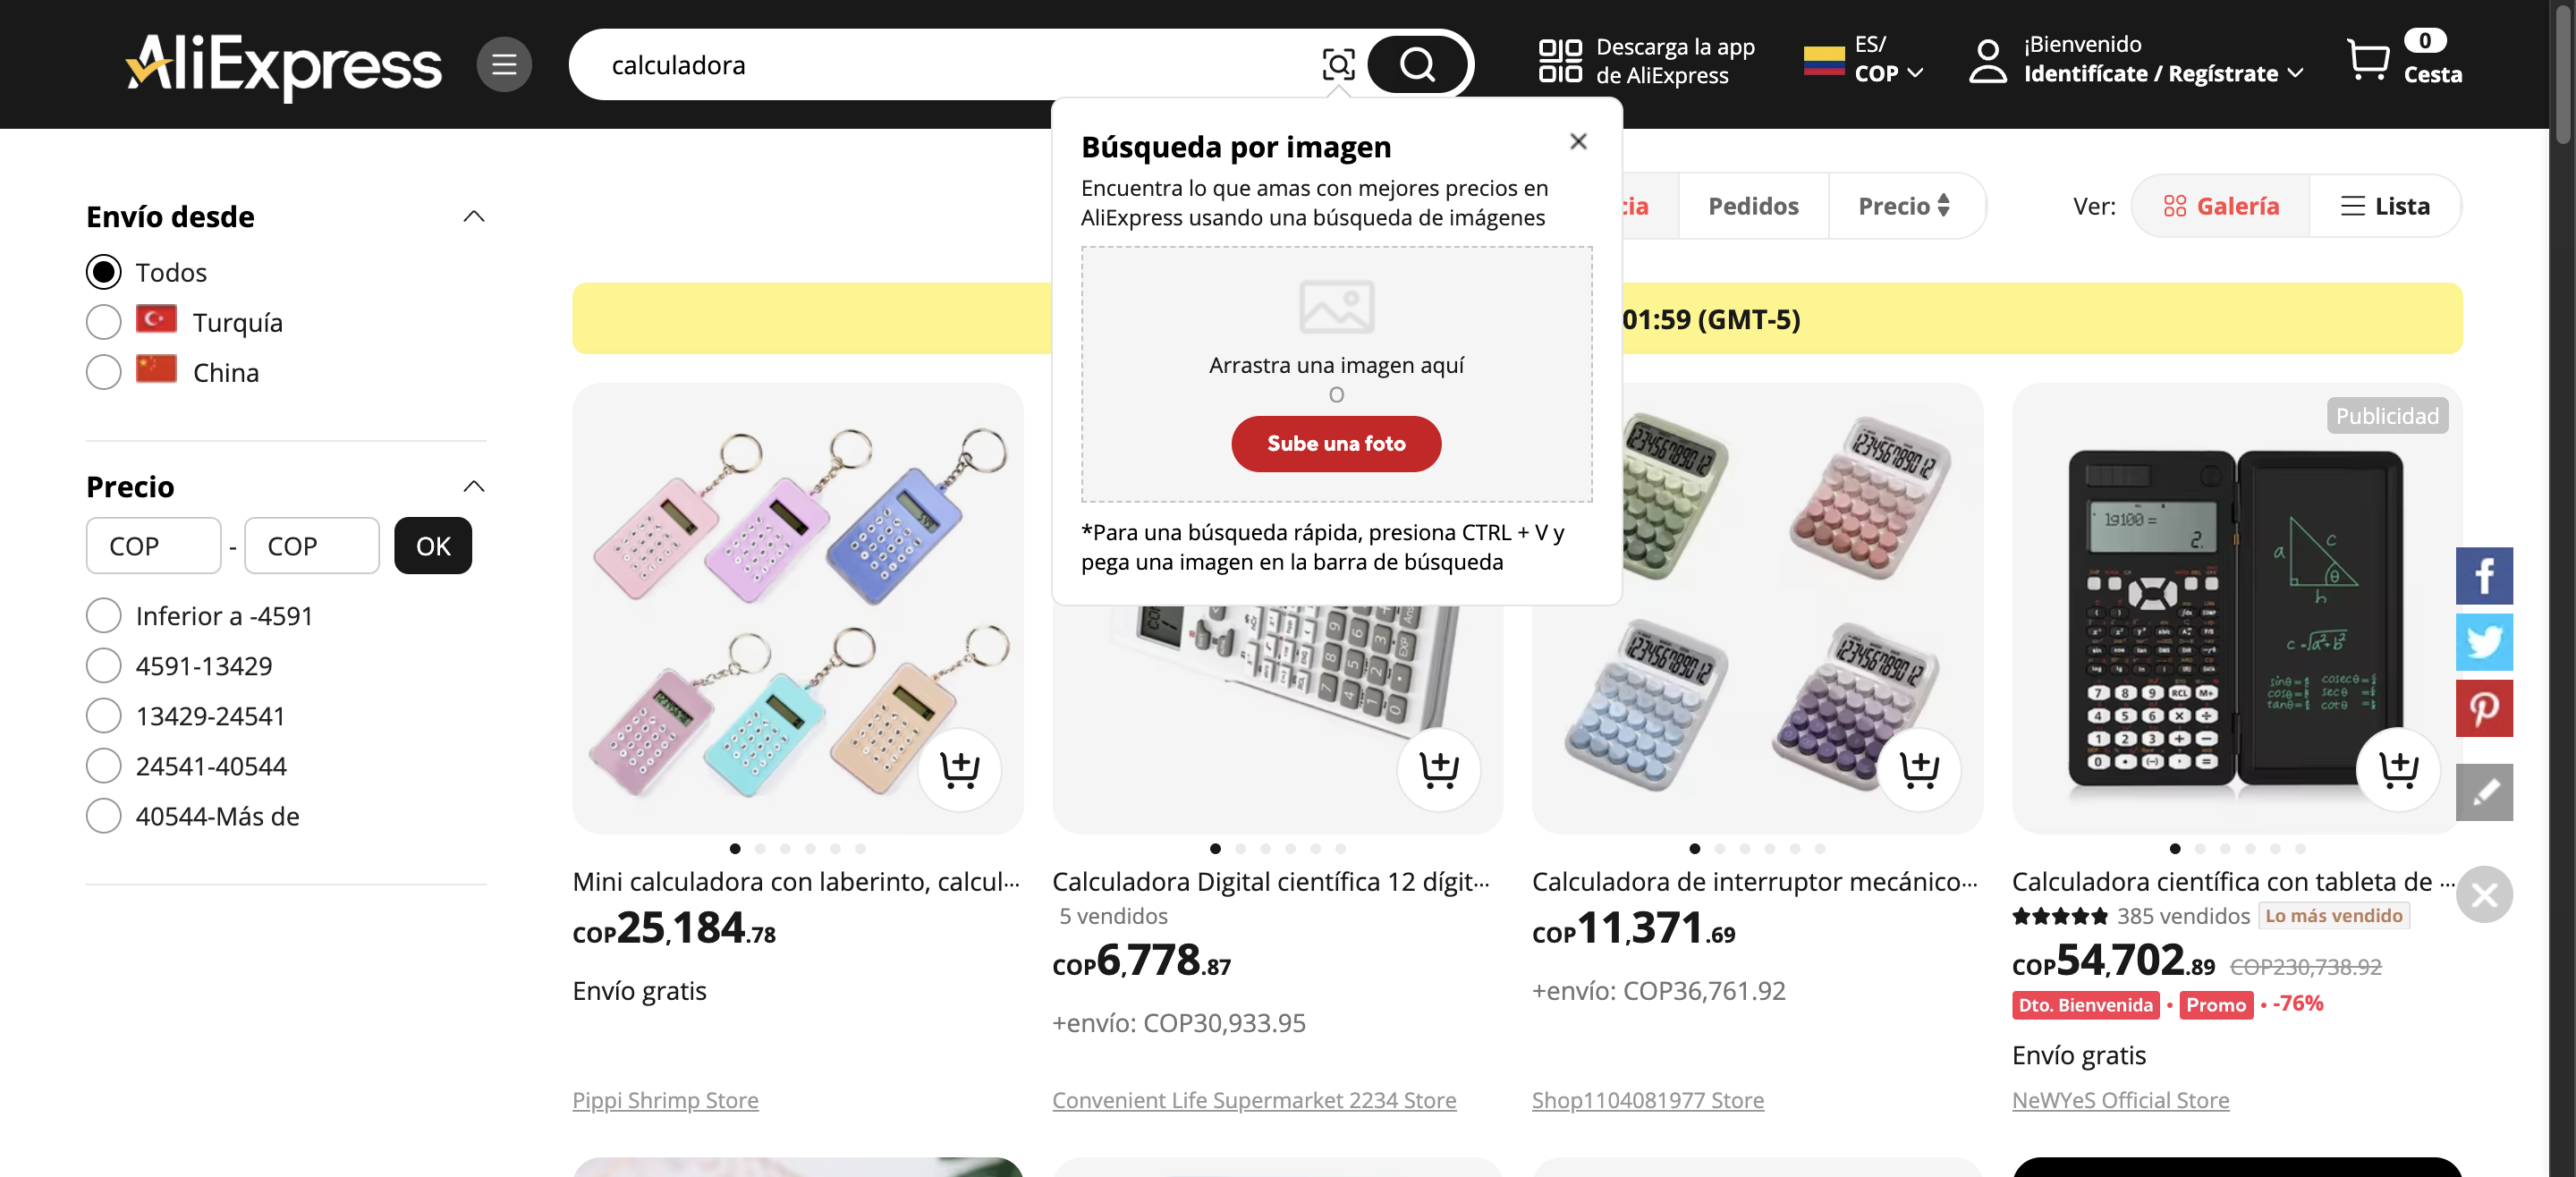 AliExpress
calculadora
Descarga la app
de AliExpress
ES/
COP
¡Bienvenido
Identifícate / Regístrate
0
Cesta
Búsqueda por imagen
Encuentra lo que amas con mejores precios en
AliExpress usando una búsqueda de imágenes
Arrastra una imagen aquí
O
Sube una foto
*Para una búsqueda rápida, presiona CTRL + V y
pega una imagen en la barra de búsqueda
cia
Pedidos
Precio
Ver:
Galería
Lista
01:59 (GMT-5)
Envío desde
Todos
Turquía
China
Precio
COP - COP OK
Inferior a -4591
4591-13429
13429-24541
24541-40544
40544-Más de
Mini calculadora con laberinto, calcul...
COP25,184.78
Envío gratis
Pippi Shrimp Store
Calculadora Digital científica 12 dígit...
5 vendidos
COP6,778.87
+envío: COP30,933.95
Convenient Life Supermarket 2234 Store
Calculadora de interruptor mecánico...
COP11,371.69
+envío: COP36,761.92
Shop1104081977 Store
Publicidad
Calculadora científica con tableta de ...
385 vendidos Lo más vendido
COP54,702.89 COP230,738.92
Dto. Bienvenida • Promo • -76%
Envío gratis
NeWYeS Official Store